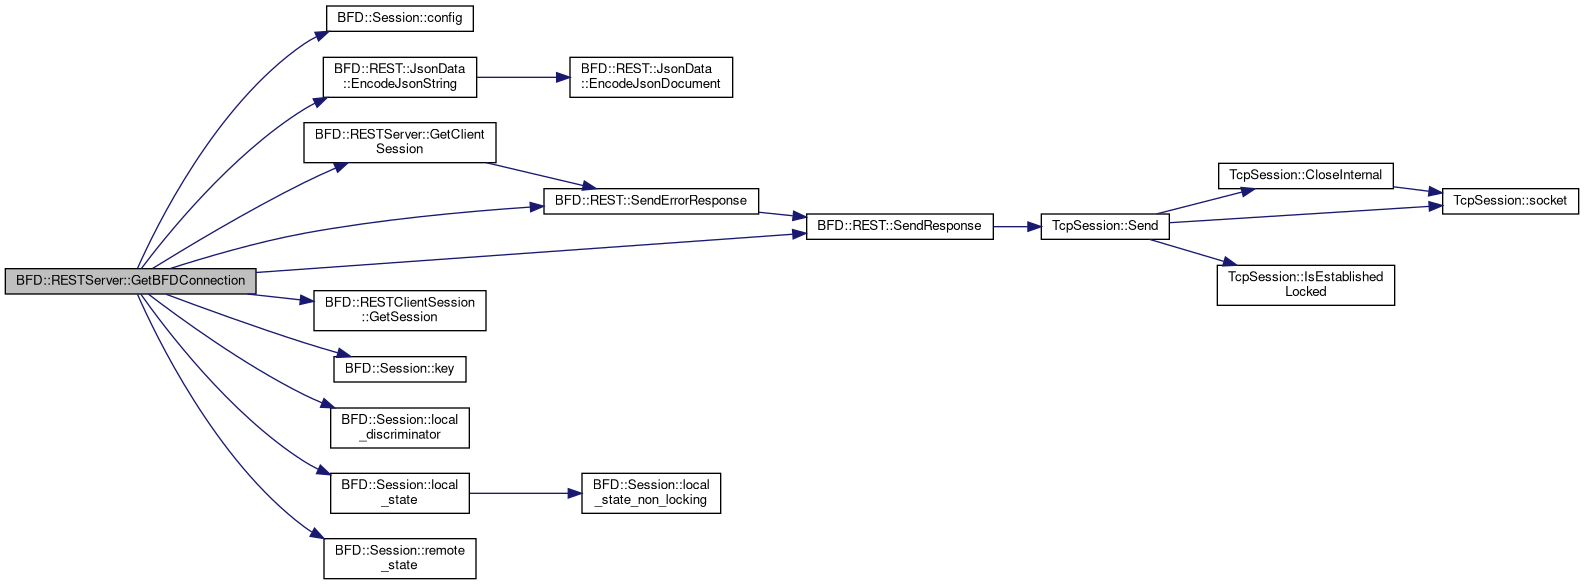 BFD::Session::config
BFD::REST::JsonData
::EncodeJsonString
BFD::REST::JsonData
::EncodeJsonDocument
BFD::RESTServer::GetClient
Session
BFD::REST::SendErrorResponse
BFD::REST::SendResponse
TcpSession::Send
TcpSession::CloseInternal
TcpSession::socket
TcpSession::IsEstablished
Locked
BFD::RESTServer::GetBFDConnection
BFD::RESTClientSession
::GetSession
BFD::Session::key
BFD::Session::local
_discriminator
BFD::Session::local
_state
BFD::Session::local
_state_non_locking
BFD::Session::remote
_state